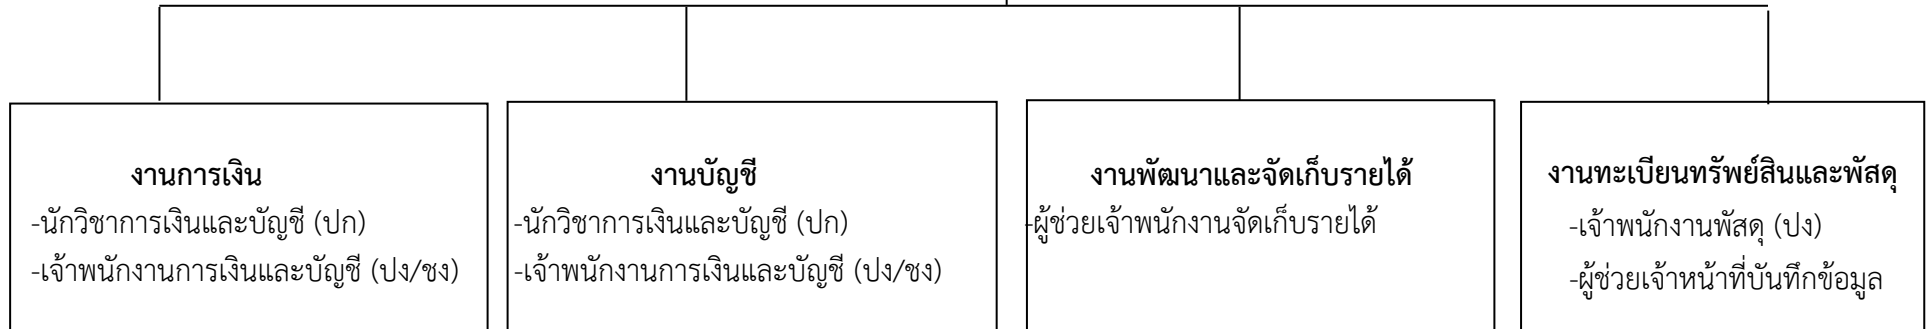 งานการเงิน
-นักวิชาการเงินและบัญชี (ปก)
-เจ้าพนักงานการเงินและบัญชี (ปง/ชง)
งานบัญชี
-นักวิชาการเงินและบัญชี (ปก)
-เจ้าพนักงานการเงินและบัญชี (ปง/ชง)
งานพัฒนาและจัดเก็บรายได้
-ผู้ช่วยเจ้าพนักงานจัดเก็บรายได้
งานทะเบียนทรัพย์สินและพัสดุ
-เจ้าพนักงานพัสดุ (ปง)
-ผู้ช่วยเจ้าหน้าที่บันทึกข้อมูล